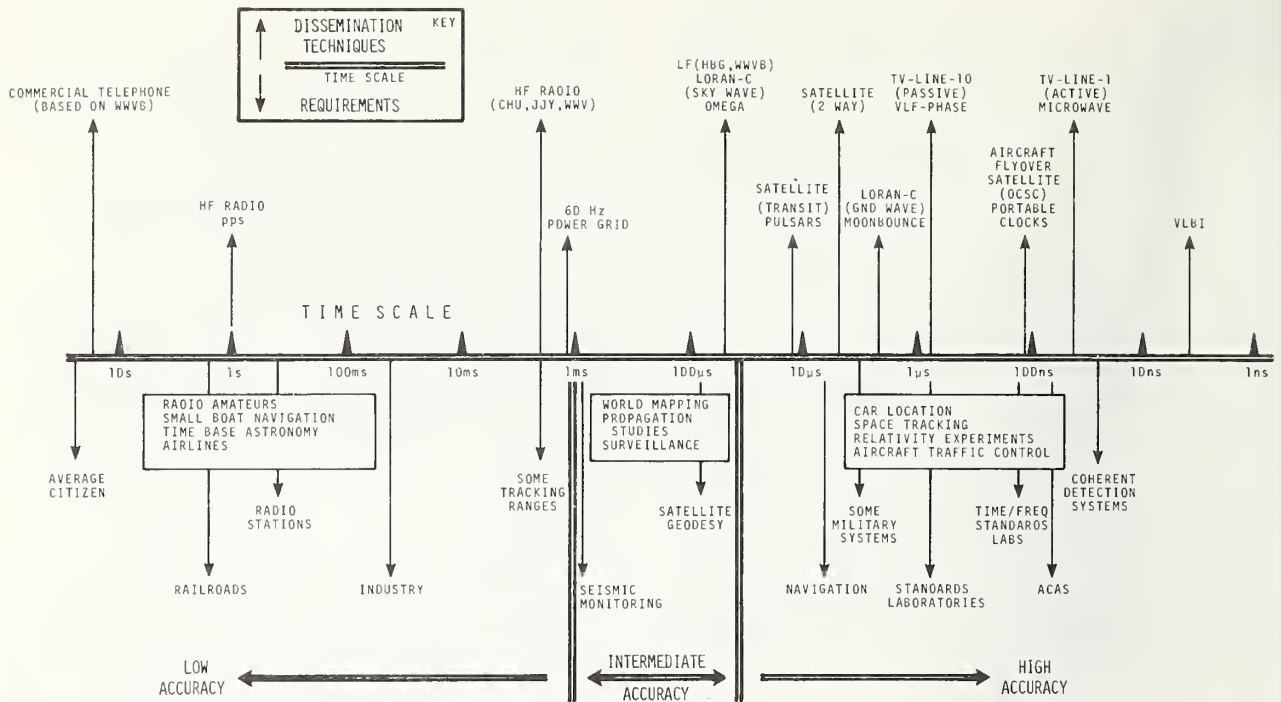 DISSEMINATION KEY
TECHNIQUES
TIME SCALE
REQUIREMENTS
COMMERCIAL TELEPHONE
(BASED ON WWVB)
HF RADIO
pps
HF RADIO
(CHU,JJY,WWV)
60 Hz
POWER GRID
LF(HBG,WWVB)
LORAN-C
(SKY WAVE)
OMEGA
SATELLITE
(TRANSIT)
PULSARS
SATELLITE
(2 WAY)
LORAN-C
(GND WAVE)
MOONBOUNCE
TV-LINE-10
(PASSIVE)
VLF-PHASE
AIRCRAFT
FLYOVER
SATELLITE
(OCSC)
PORTABLE
CLOCKS
TV-LINE-1
(ACTIVE)
MICROWAVE
VLBI
TIME SCALE
10s 1s 100ms 10ms 1ms 100µs 10µs 1µs 100ns 10ns 1ns
RADIO AMATEURS
SMALL BOAT NAVIGATION
TIME BASE ASTRONOMY
AIRLINES
WORLD MAPPING
PROPAGATION
STUDIES
SURVEILLANCE
CAR LOCATION
SPACE TRACKING
RELATIVITY EXPERIMENTS
AIRCRAFT TRAFFIC CONTROL
AVERAGE
CITIZEN
RADIO
STATIONS
SOME
TRACKING
RANGES
SATELLITE
GEODESY
SOME
MILITARY
SYSTEMS
TIME/FREQ
STANDARDS
LABS
COHERENT
DETECTION
SYSTEMS
RAILROADS
INDUSTRY
SEISMIC
MONITORING
NAVIGATION
STANDARDS
LABORATORIES
ACAS
LOW
ACCURACY
INTERMEDIATE
ACCURACY
HIGH
ACCURACY